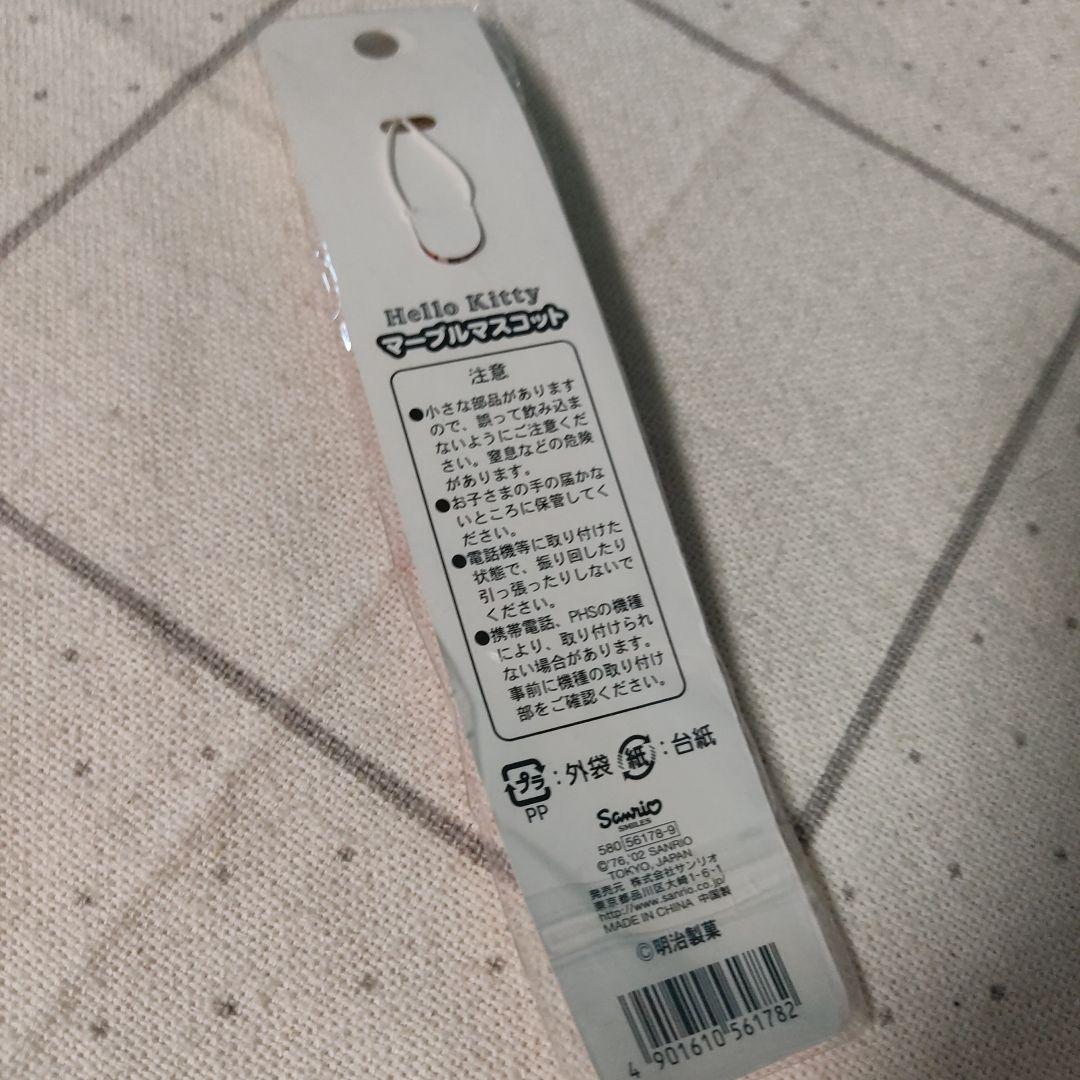 Hello Kitty
マーブルマスコット
注意
●小さな部品があります
ので、誤って飲み込ま
ないようにご注意くだ
さい。窒息などの危険
があります。
●お子さまの手の届かな
いところに保管してく
ださい。
●電話機等に取り付けた
状態で、振り回したり
引っ張ったりしないで
ください。
●携帯電話、PHSの機種
により、取り付けられ
ない場合があります。
事前に機種の取り付け
部をご確認ください。
プラ:外袋 紙:台紙
PP
Sanrio
SMILES
580 56178-9
©'76,'02 SANRIO
TOKYO, JAPAN
発売元 株式会社サンリオ
東京都品川区大崎1-6-1
http://www.sanrio.co.jp/
MADE IN CHINA 中国製
©明治製菓
4 901610 561782